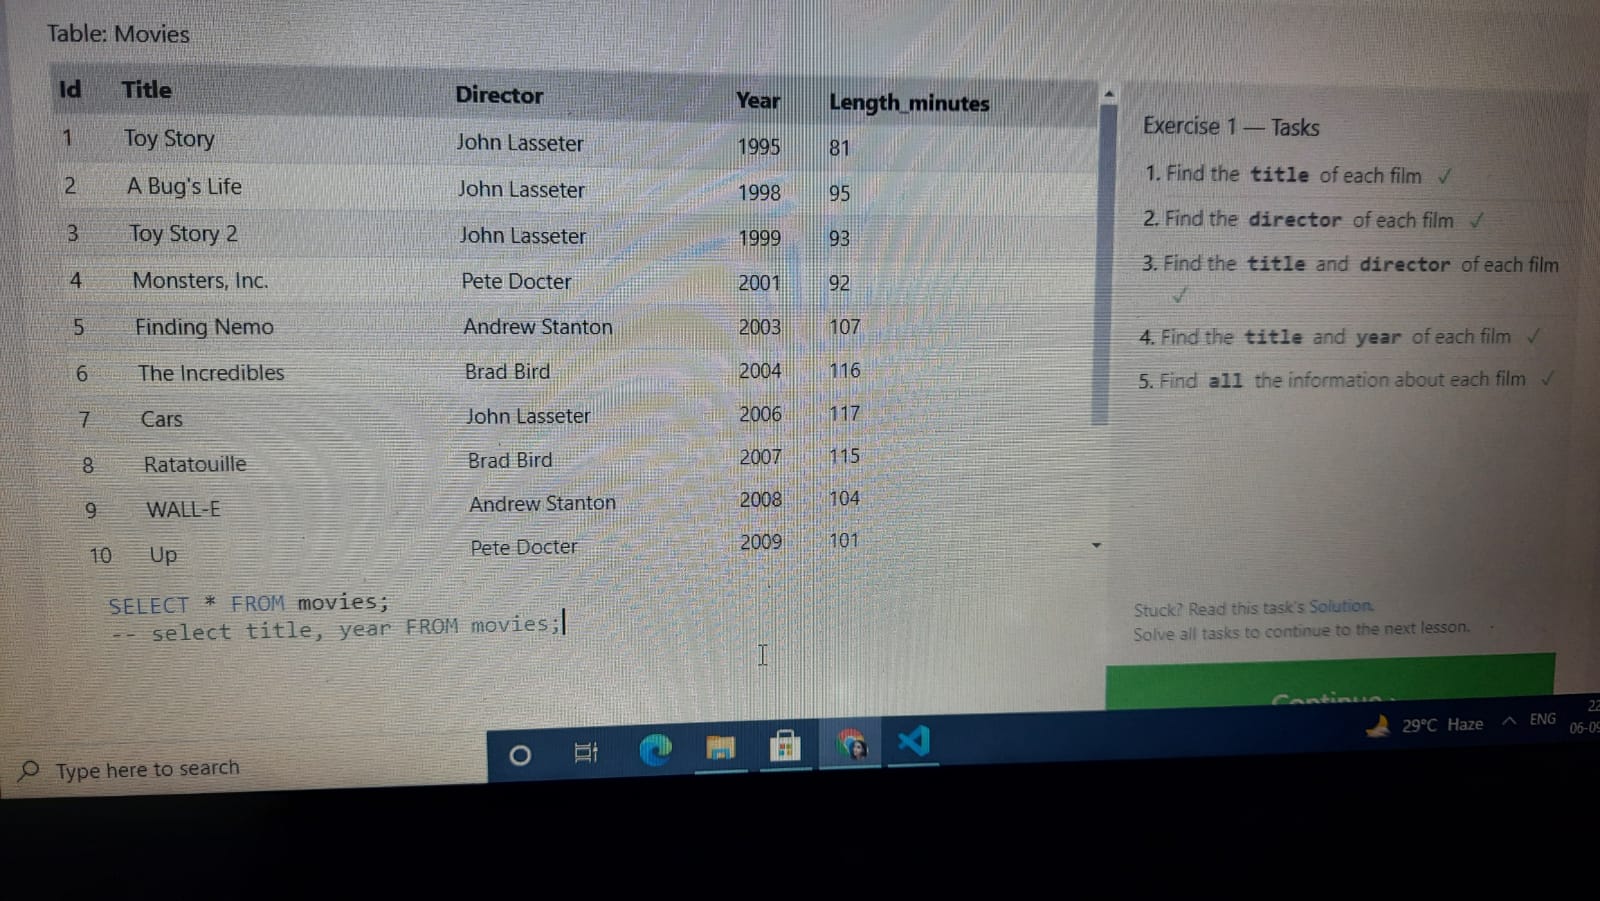 Table: Movies
Id Title Director Year Length_minutes
1 Toy Story John Lasseter 1995 81
2 A Bug's Life John Lasseter 1998 95
3 Toy Story 2 John Lasseter 1999 93
4 Monsters, Inc. Pete Docter 2001 92
5 Finding Nemo Andrew Stanton 2003 107
6 The Incredibles Brad Bird 2004 116
7 Cars John Lasseter 2006 117
8 Ratatouille Brad Bird 2007 115
9 WALL-E Andrew Stanton 2008 104
10 Up Pete Docter 2009 101
SELECT * FROM movies;
-- select title, year FROM movies;
Exercise 1 — Tasks
1. Find the title of each film ✓
2. Find the director of each film ✓
3. Find the title and director of each film
✓
4. Find the title and year of each film ✓
5. Find all the information about each film ✓
Stuck? Read this task's Solution.
Solve all tasks to continue to the next lesson.
Continue ›
Type here to search
29°C Haze ENG
22
06-09